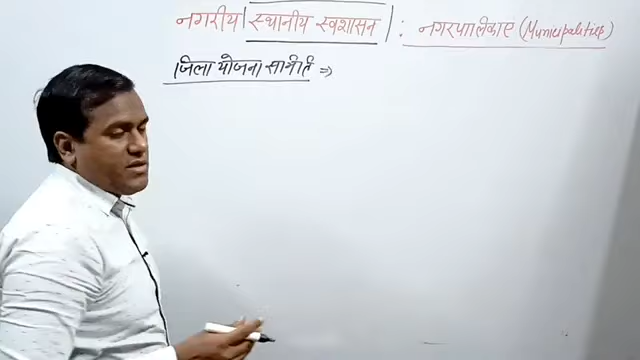 नगरीय | स्थानीय स्वशासन | : नगरपालिकाए (Municipalities)
जिला योजना समिति ⇒